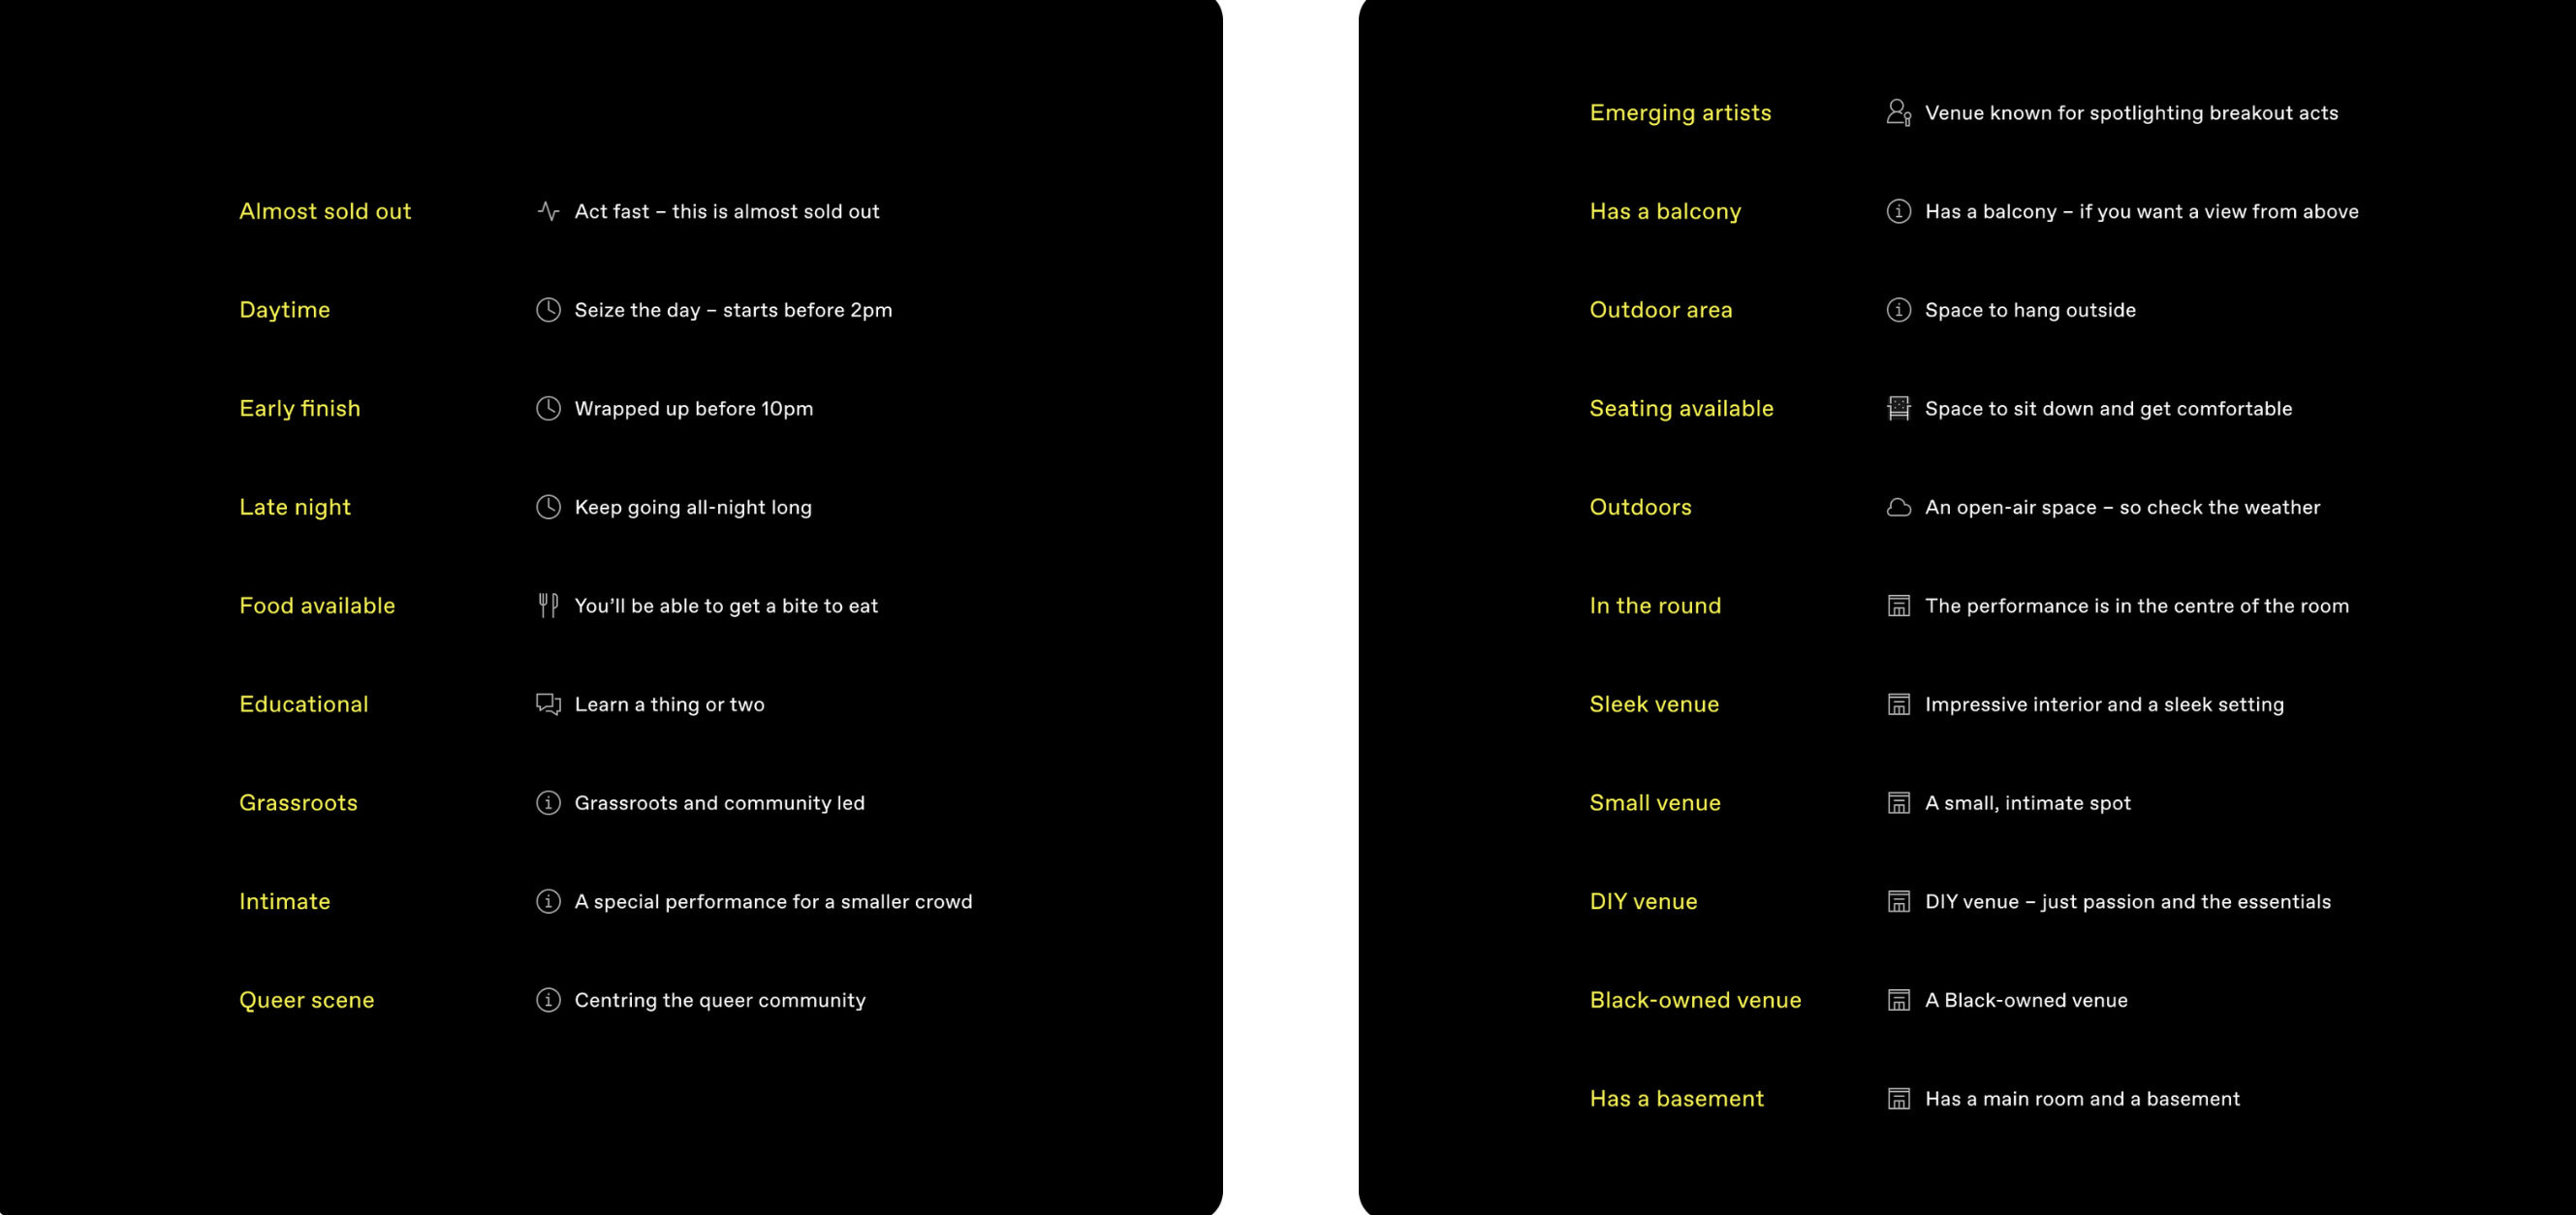 Almost sold out Act fast – this is almost sold out
Daytime Seize the day – starts before 2pm
Early finish Wrapped up before 10pm
Late night Keep going all-night long
Food available You’ll be able to get a bite to eat
Educational Learn a thing or two
Grassroots Grassroots and community led
Intimate A special performance for a smaller crowd
Queer scene Centring the queer community
Emerging artists Venue known for spotlighting breakout acts
Has a balcony Has a balcony – if you want a view from above
Outdoor area Space to hang outside
Seating available Space to sit down and get comfortable
Outdoors An open-air space – so check the weather
In the round The performance is in the centre of the room
Sleek venue Impressive interior and a sleek setting
Small venue A small, intimate spot
DIY venue DIY venue – just passion and the essentials
Black-owned venue A Black-owned venue
Has a basement Has a main room and a basement